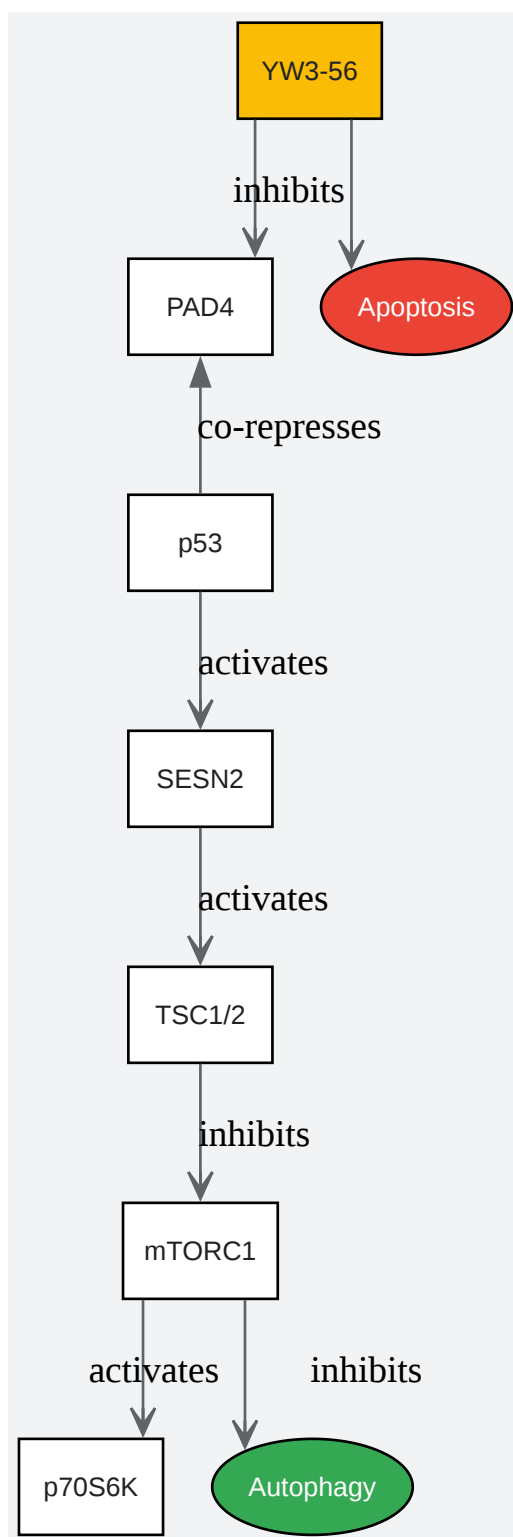 YW3-56
inhibits
PAD4
Apoptosis
co-represses
p53
activates
SESN2
activates
TSC1/2
inhibits
mTORC1
activates
inhibits
p70S6K
Autophagy